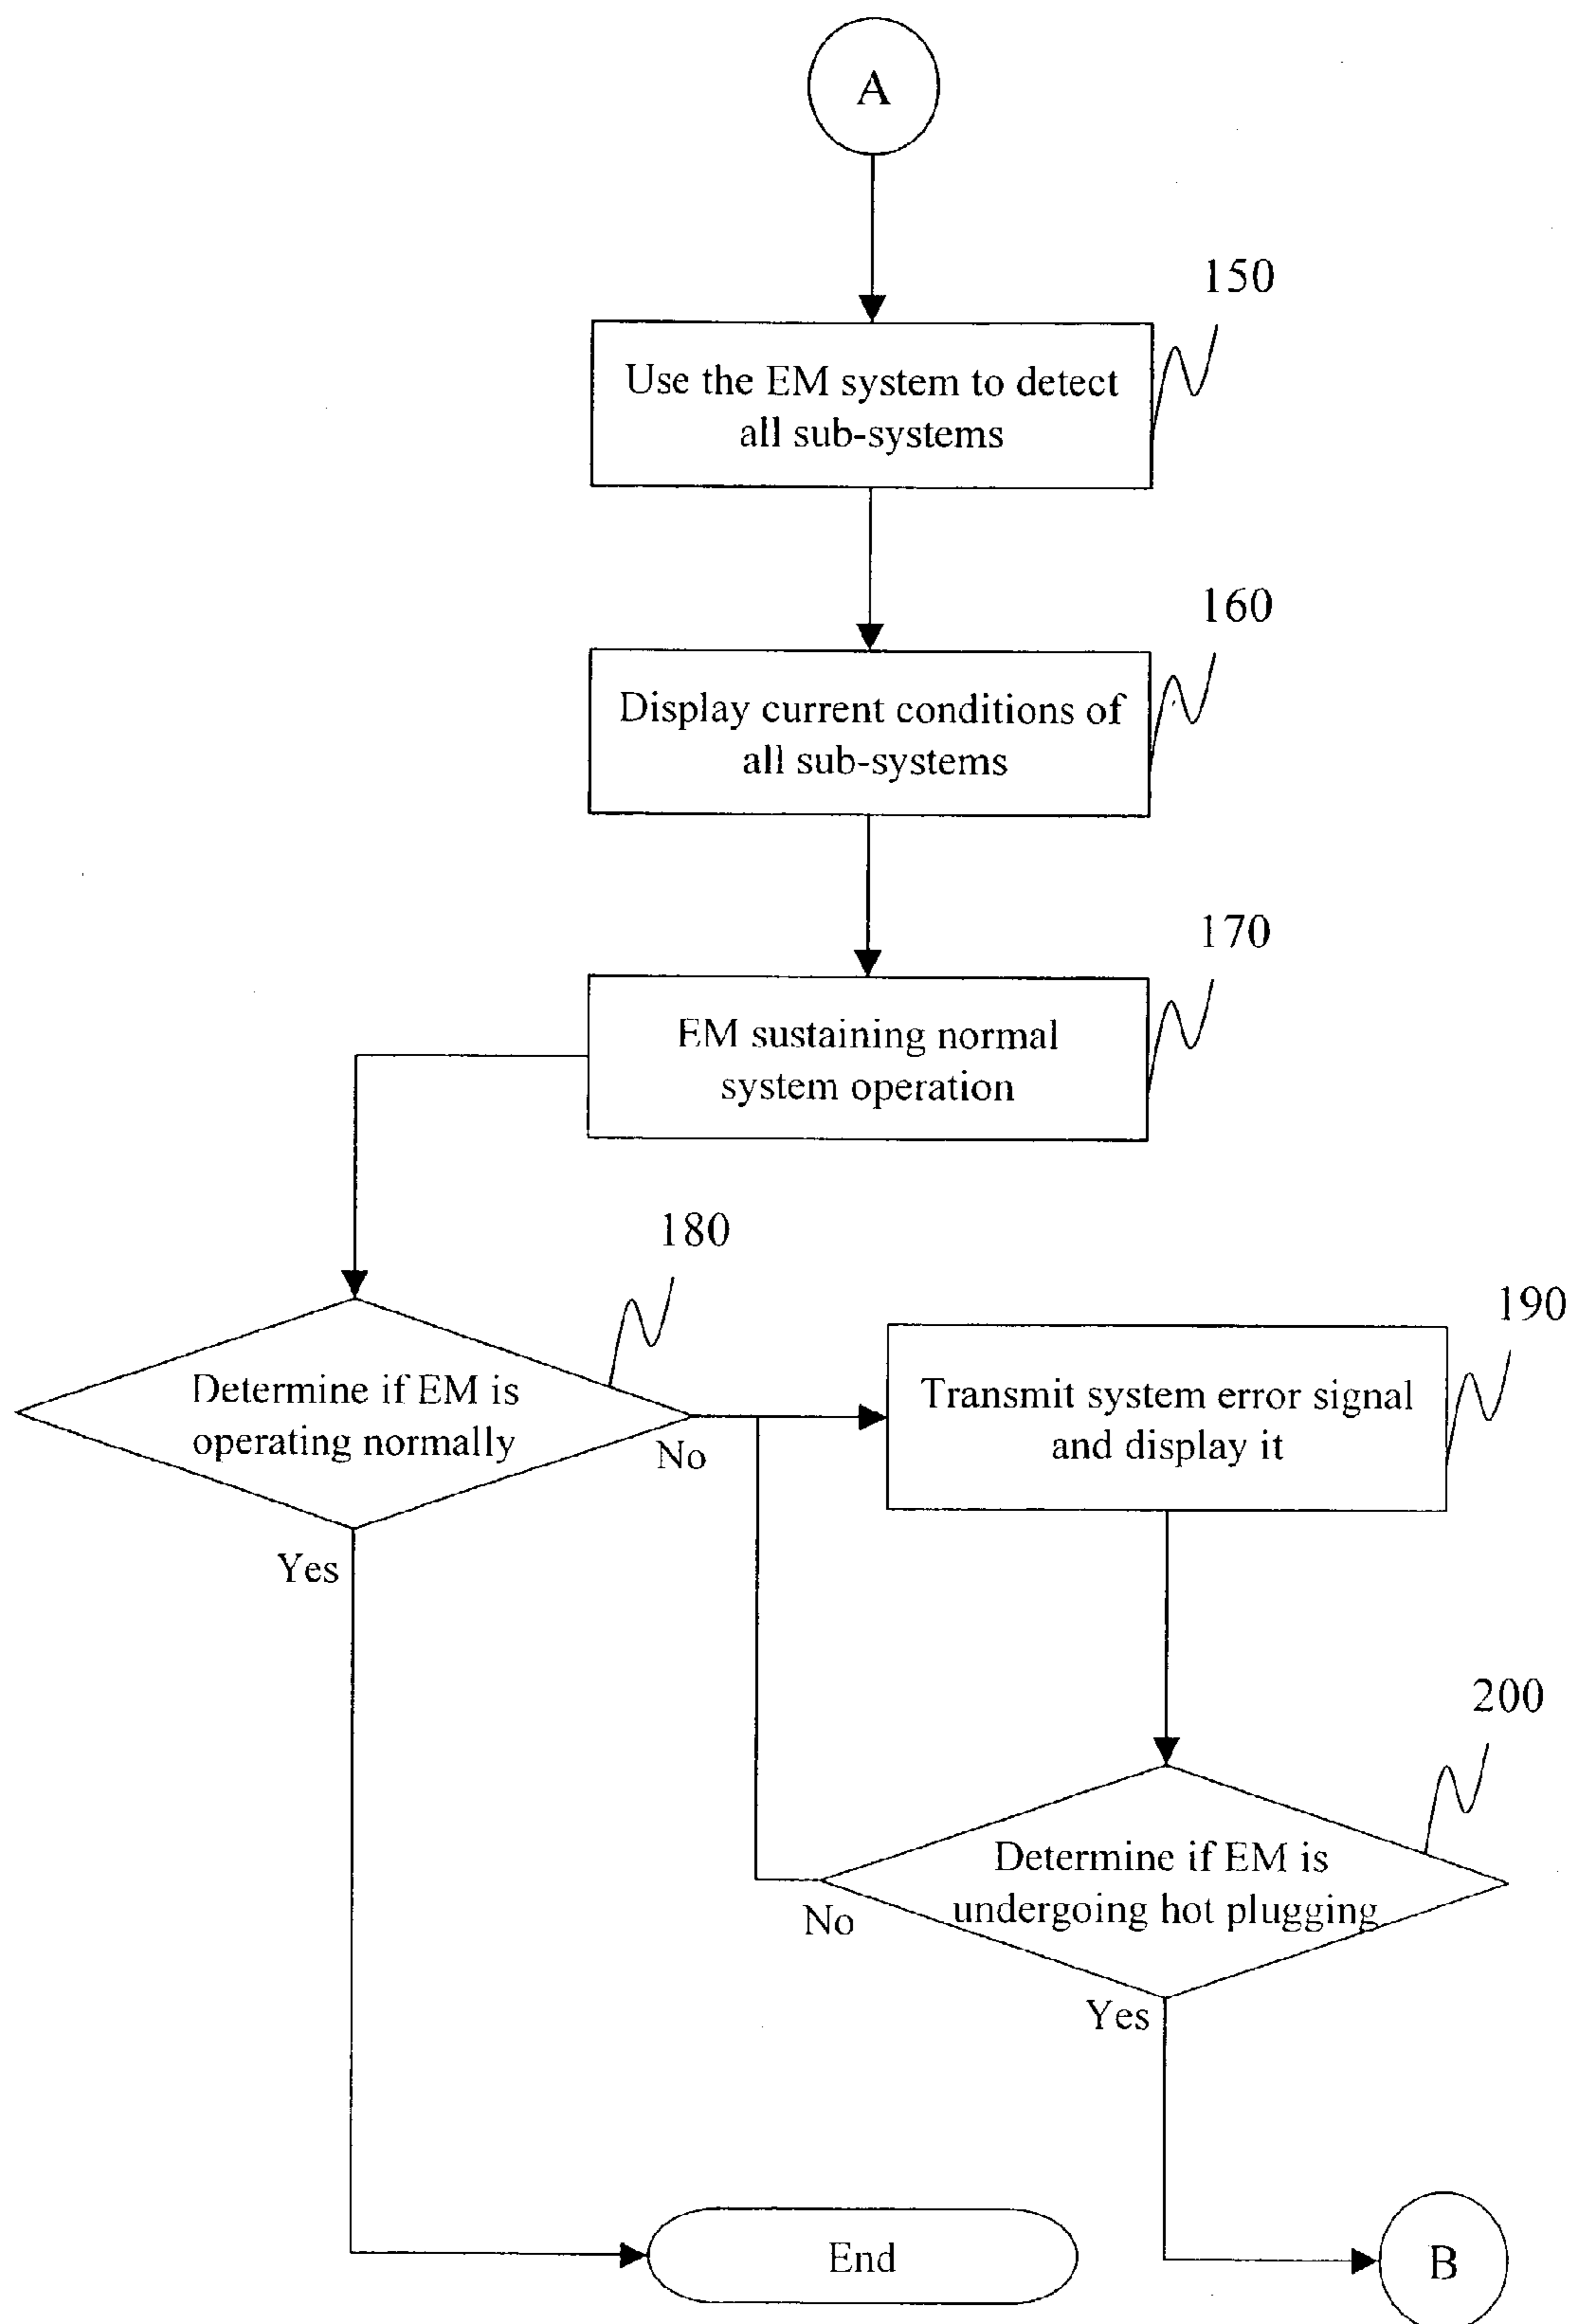 A
150
Use the EM system to detect
all sub-systems
160
Display current conditions of
all sub-systems
170
EM sustaining normal
system operation
180
Determine if EM is
operating normally
No
Yes
190
Transmit system error signal
and display it
200
Determine if EM is
undergoing hot plugging
No
Yes
End
B